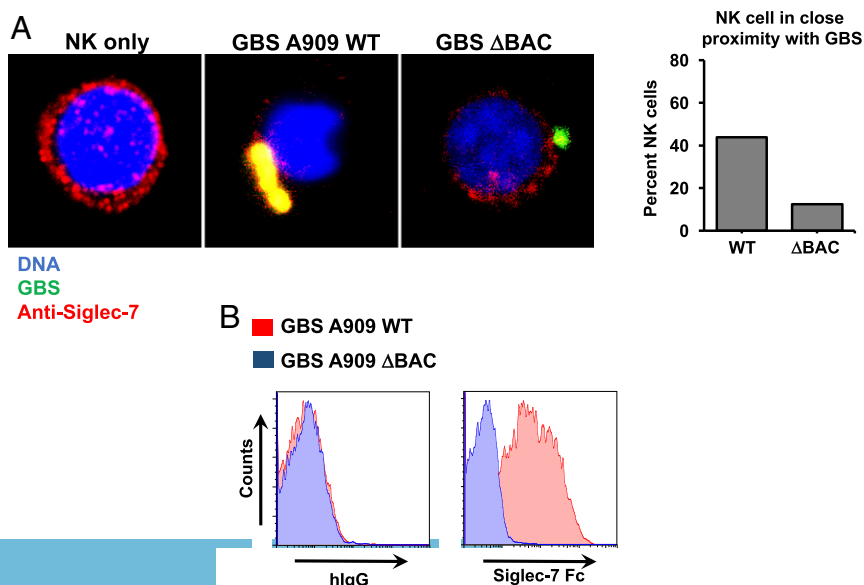 A
NK only
GBS A909 WT
GBS ΔBAC
DNA
GBS
Anti-Siglec-7
NK cell in close
proximity with GBS
Percent NK cells
80
60
40
20
0
WT
ΔBAC
B
GBS A909 WT
GBS A909 ΔBAC
Counts
hIgG
Siglec-7 Fc